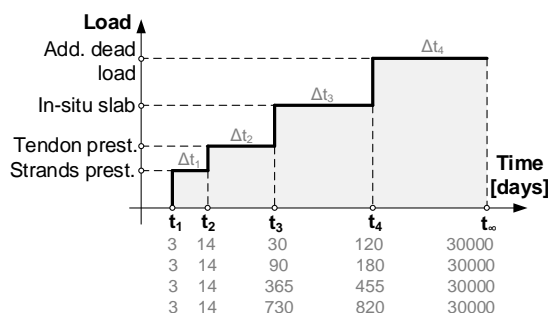 Load
Add. dead
load
In-situ slab
Tendon prest.
Strands prest.
Δt₁
Δt₂
Δt₃
Δt₄
Time
[days]
t₁ t₂ t₃ t₄ t∞
3 14 30 120 30000
3 14 90 180 30000
3 14 365 455 30000
3 14 730 820 30000